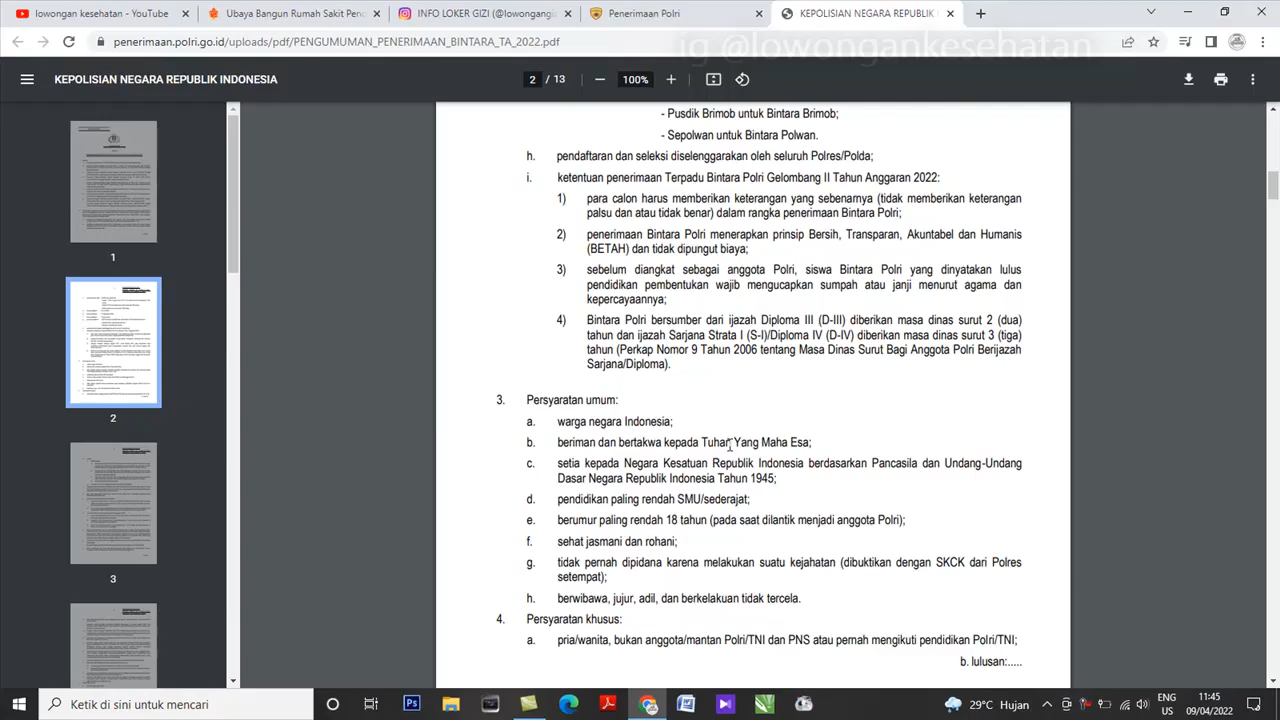 lowongan kesehatan - YouTube
Ubaya Bangun Rumah Sakit Pend
INFO LOKER GIZI (@lowongangiz
Penerimaan Polri
KEPOLISIAN NEGARA REPUBLIK
penerimaan.polri.go.id/uploads/pdf/PENGUMUMAN_PENERIMAAN_BINTARA_TA_2022.pdf
ig @lowongankesehatan
KEPOLISIAN NEGARA REPUBLIK INDONESIA
2 / 13
100%
- Pusdik Brimob untuk Bintara Brimob;
- Sepolwan untuk Bintara Polwan.
h. pendaftaran dan seleksi diselenggarakan oleh seluruh Polres/Polda;
i. ketentuan penerimaan Terpadu Bintara Polri Gelombang II Tahun Anggaran 2022:
1) para calon harus memberikan keterangan yang sebenarnya (tidak memberikan keterangan
palsu dan atau tidak benar) dalam rangka penerimaan Bintara Polri;
2) penerimaan Bintara Polri menerapkan prinsip Bersih, Transparan, Akuntabel dan Humanis
(BETAH) dan tidak dipungut biaya;
3) sebelum diangkat sebagai anggota Polri, siswa Bintara Polri yang dinyatakan lulus
pendidikan pembentukan wajib mengucapkan sumpah atau janji menurut agama dan
kepercayaannya;
4) Bintara Polri bersumber dari ijazah Diploma III (D-III) diberikan masa dinas surut 2 (dua)
tahun dan ijazah Sarjana Strata I (S-I)/Diploma IV (D-IV) diberikan masa dinas surut 3 (tiga)
tahun (Perkap Nomor 9 Tahun 2006 tentang Masa Dinas Surut Bagi Anggota Polri Berijazah
Sarjana/Diploma).
3. Persyaratan umum:
a. warga negara Indonesia;
b. beriman dan bertakwa kepada Tuhan Yang Maha Esa;
c. setia kepada Negara Kesatuan Republik Indonesia berdasarkan Pancasila dan Undang-Undang
Dasar Negara Republik Indonesia Tahun 1945;
d. pendidikan paling rendah SMU/sederajat;
e. berumur paling rendah 18 tahun (pada saat dilantik menjadi anggota Polri);
f. sehat jasmani dan rohani;
g. tidak pernah dipidana karena melakukan suatu kejahatan (dibuktikan dengan SKCK dari Polres
setempat);
h. berwibawa, jujur, adil, dan berkelakuan tidak tercela.
4. Persyaratan khusus:
a. pria/wanita, bukan anggota/mantan Polri/TNI dan PNS atau pernah mengikuti pendidikan Polri/TNI;
b. lulusan:.....
1
2
3
Ketik di sini untuk mencari
29°C Hujan
ENG
US
11:45
09/04/2022